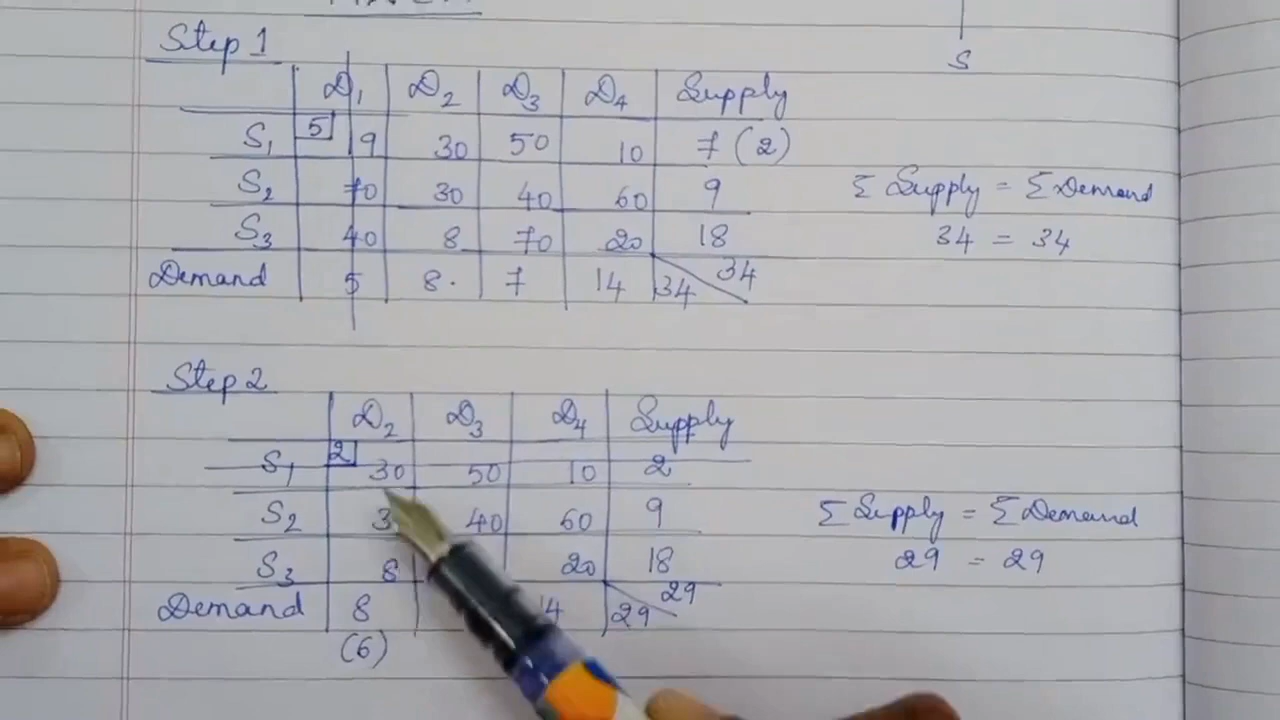 S
Step 1
D1 D2 D3 D4 Supply
S1 5 9 30 50 10 7 (2)
S2 70 30 40 60 9
Σ Supply = Σ Demand
S3 40 8 70 20 18
34 = 34
Demand 5 8. 7 14 34 34
Step 2
D2 D3 D4 Supply
S1 2 30 50 10 2
S2 40 60 9
Σ Supply = Σ Demand
S3 8 20 18
29 = 29
Demand 8 29 29
(6)